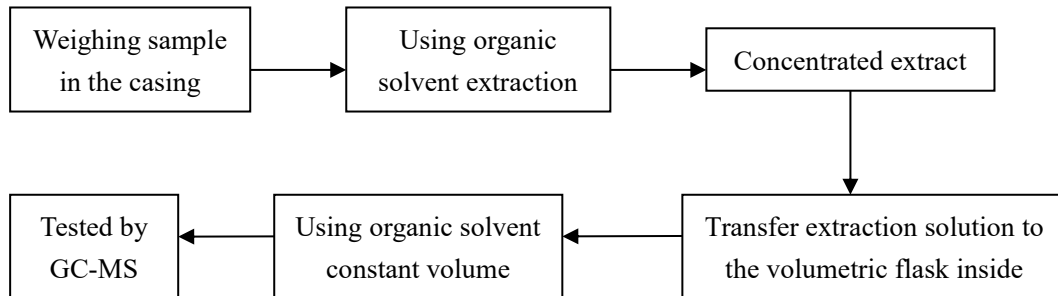 Weighing sample
in the casing
Using organic
solvent extraction
Concentrated extract
Transfer extraction solution to
the volumetric flask inside
Using organic solvent
constant volume
Tested by
GC-MS